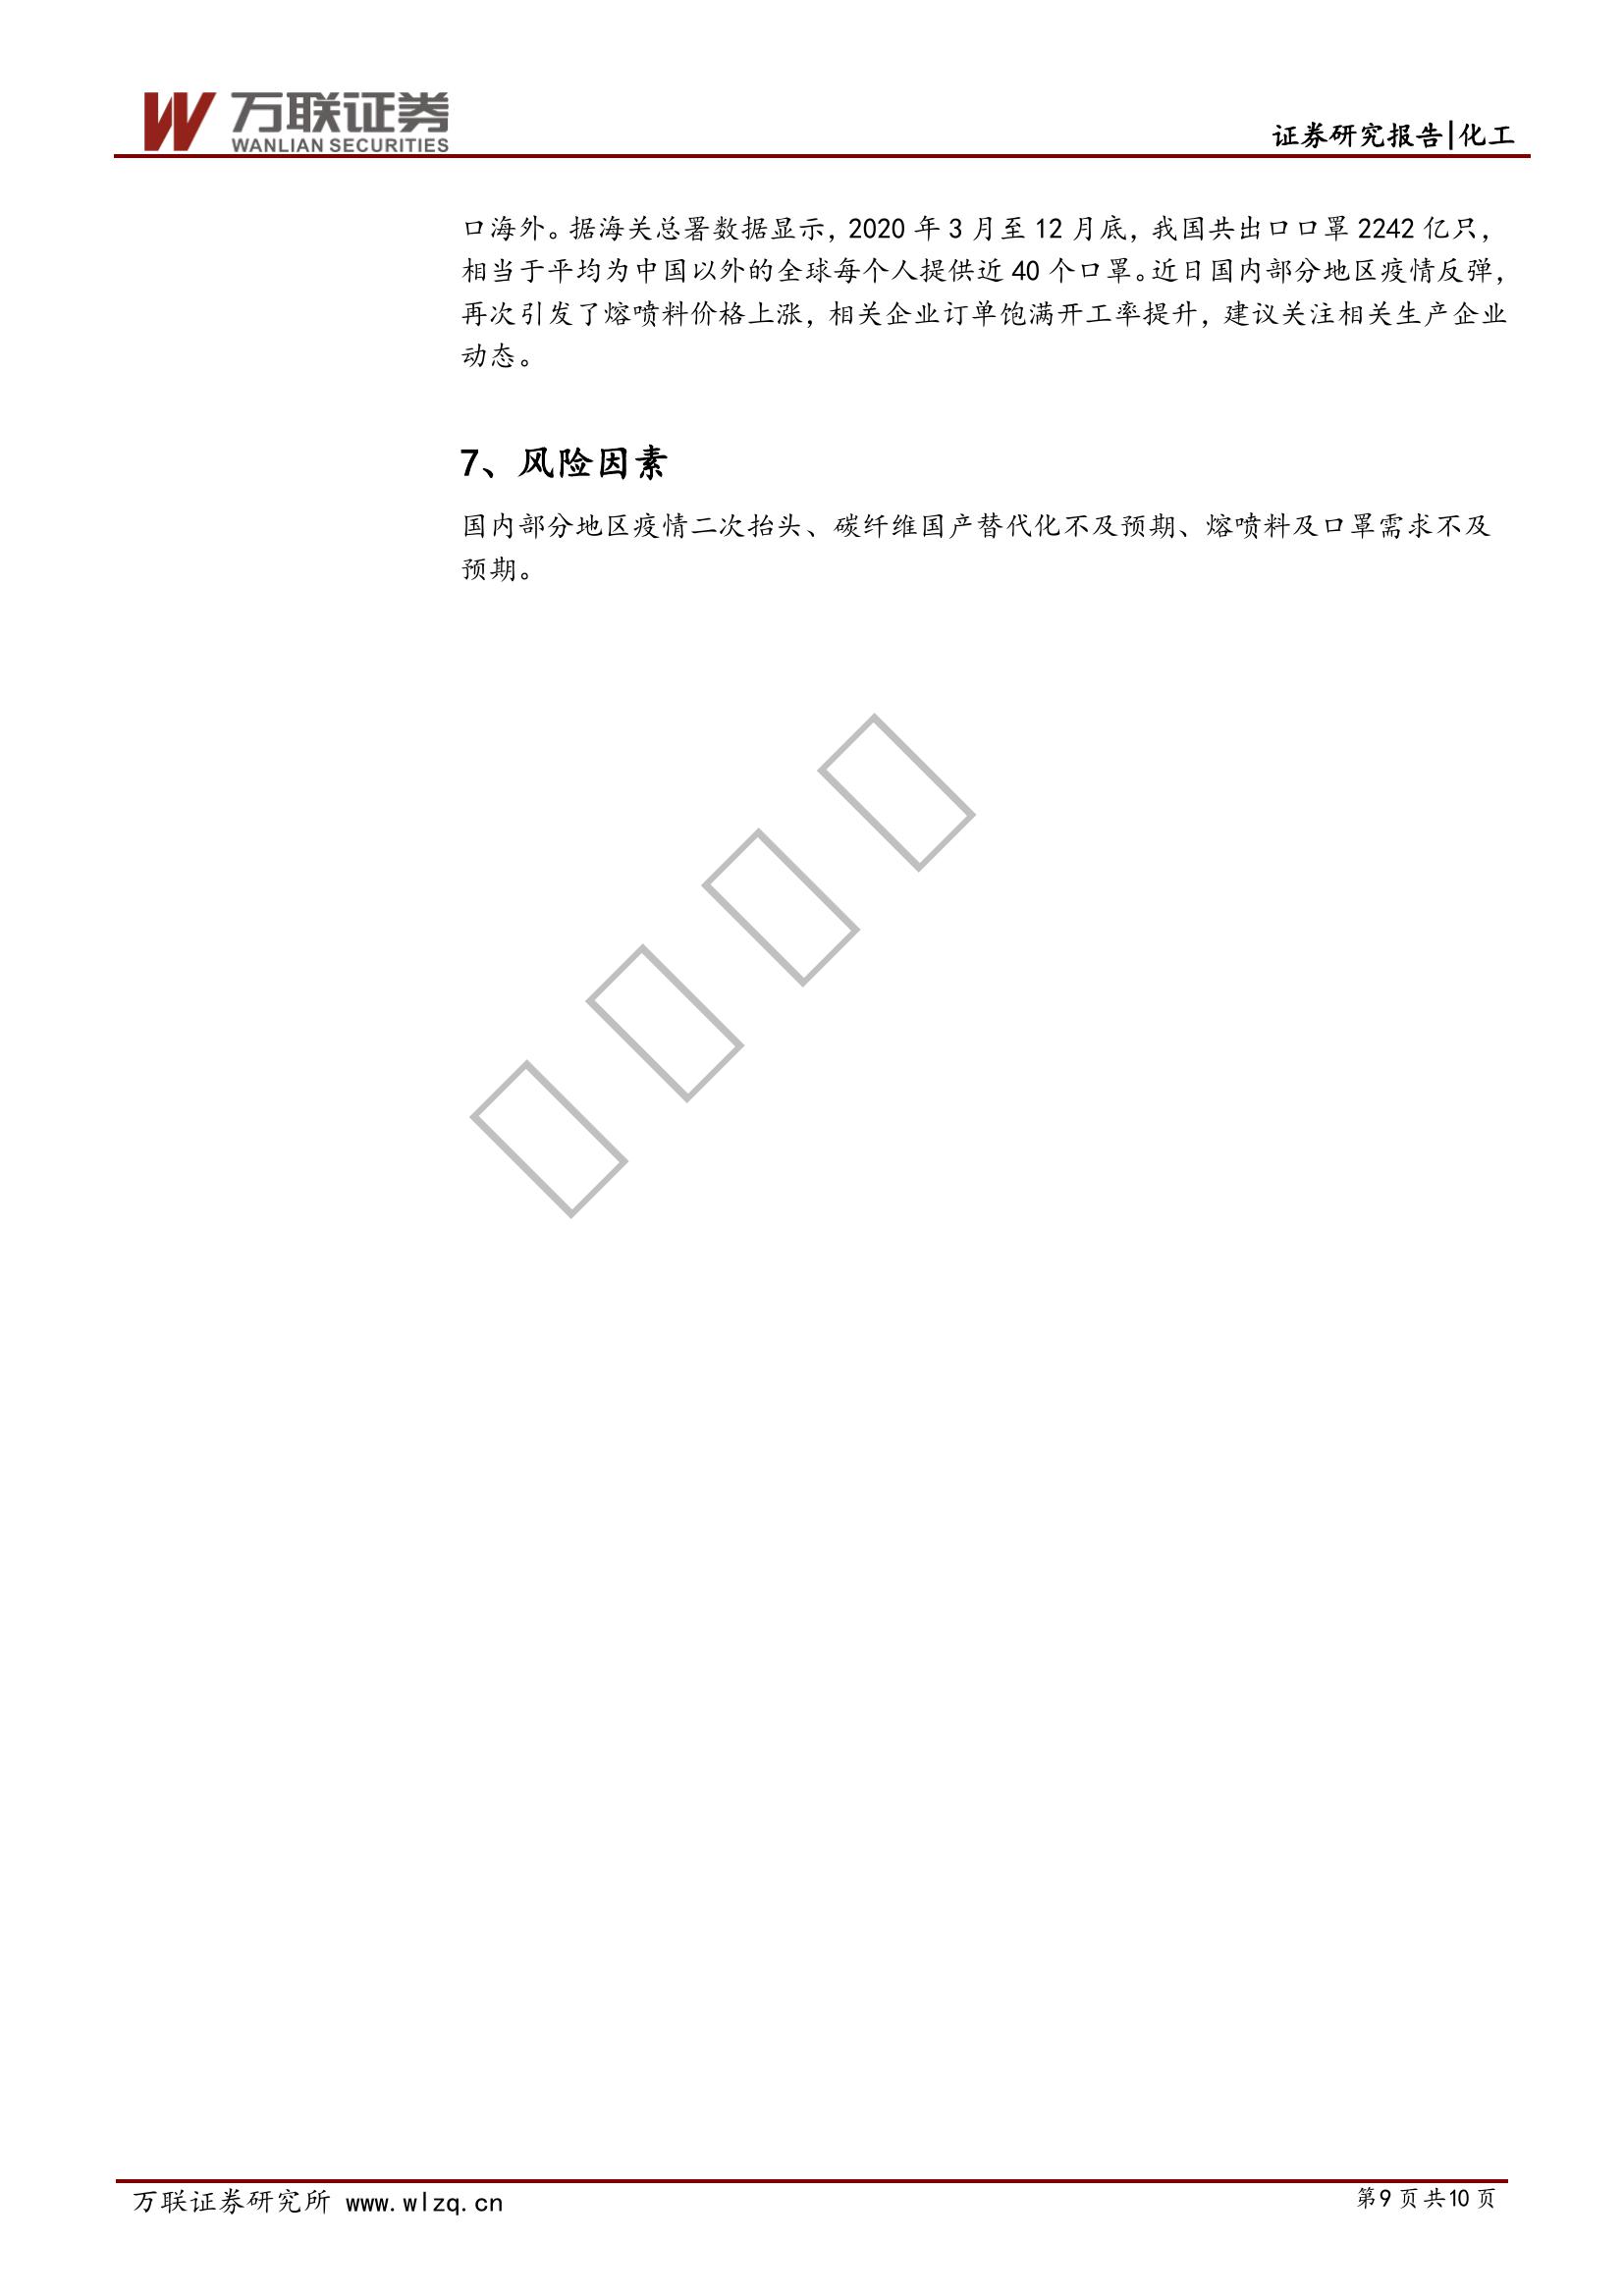 万联证券
WANLIAN SECURITIES
证券研究报告|化工
口海外。据海关总署数据显示，2020 年 3 月至 12 月底，我国共出口口罩 2242 亿只，
相当于平均为中国以外的全球每个人提供近 40 个口罩。近日国内部分地区疫情反弹，
再次引发了熔喷料价格上涨，相关企业订单饱满开工率提升，建议关注相关生产企业
动态。
7、风险因素
国内部分地区疫情二次抬头、碳纤维国产替代化不及预期、熔喷料及口罩需求不及
预期。
万联证券研究所 www.wlzq.cn
第9 页共10 页